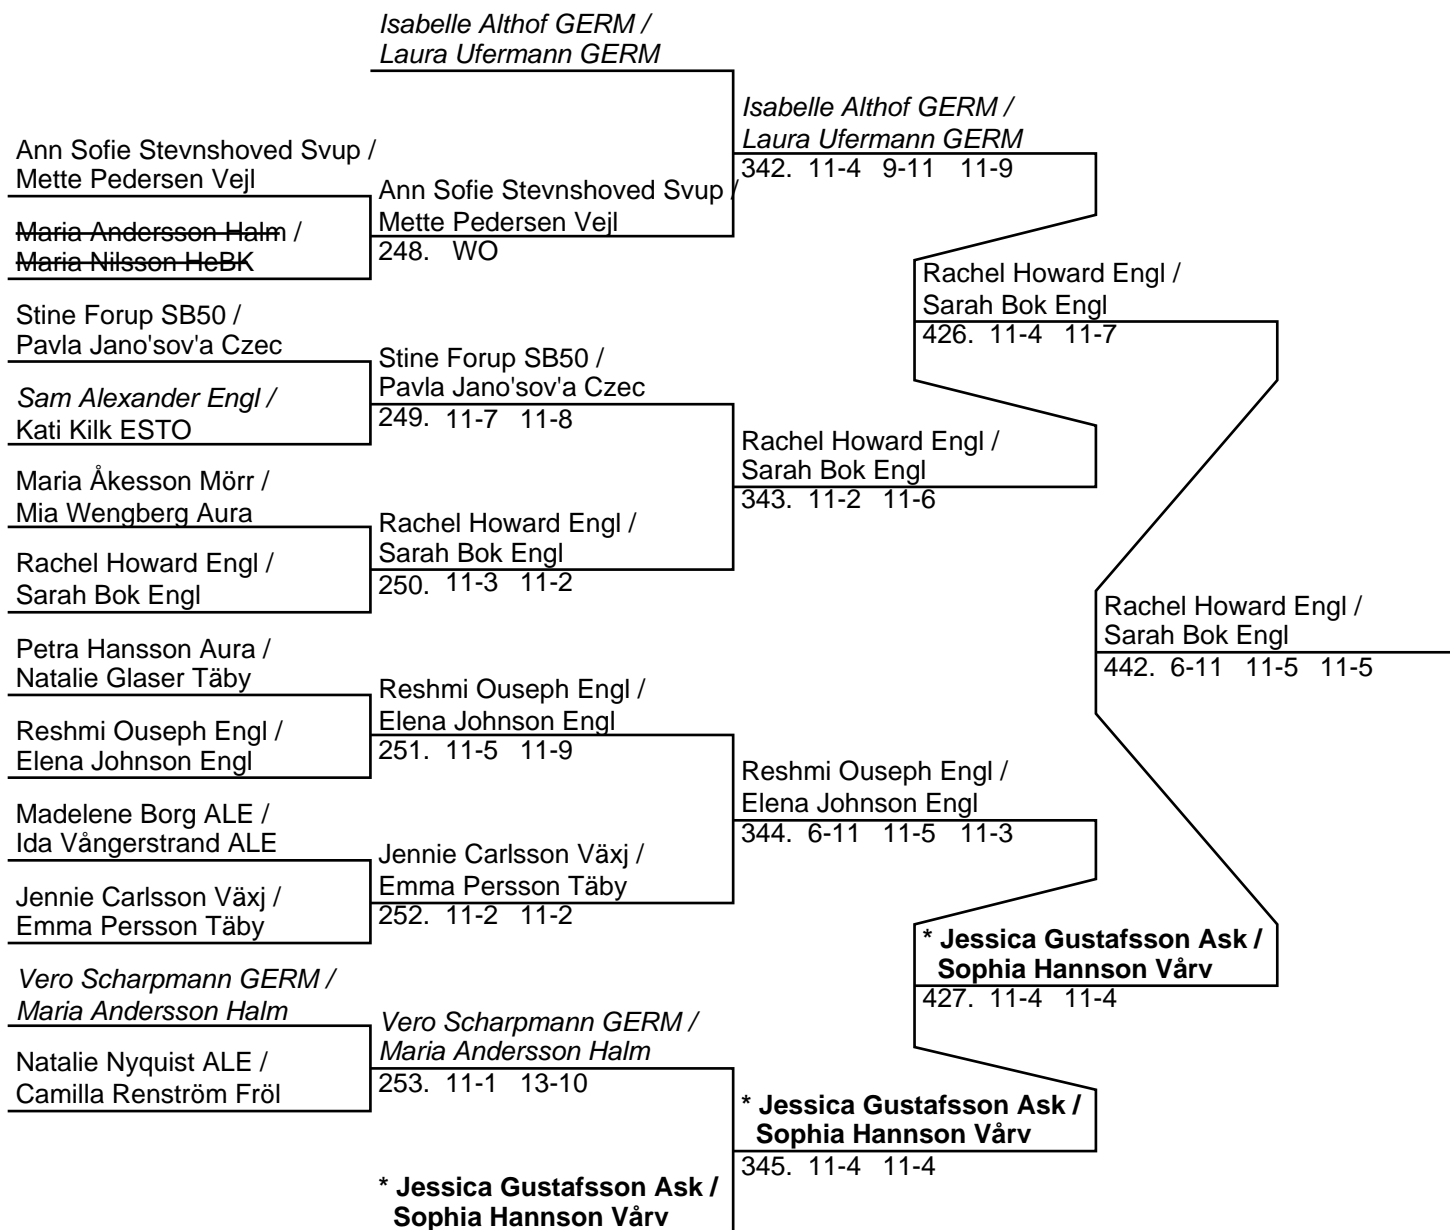 Isabelle Althof GERM /
Laura Ufermann GERM
Ann Sofie Stevnshoved Svup /
Mette Pedersen Vejl
Maria Andersson Halm /
Maria Nilsson HeBK
Stine Forup SB50 /
Pavla Jano'sov'a Czec
Sam Alexander Engl /
Kati Kilk ESTO
Maria Åkesson Mörr /
Mia Wengberg Aura
Rachel Howard Engl /
Sarah Bok Engl
Petra Hansson Aura /
Natalie Glaser Täby
Reshmi Ouseph Engl /
Elena Johnson Engl
Madelene Borg ALE /
Ida Vångerstrand ALE
Jennie Carlsson Växj /
Emma Persson Täby
Vero Scharpmann GERM /
Maria Andersson Halm
Natalie Nyquist ALE /
Camilla Renström Fröl
Ann Sofie Stevnshoved Svup /
Mette Pedersen Vejl
248. WO
Stine Forup SB50 /
Pavla Jano'sov'a Czec
249. 11-7 11-8
Rachel Howard Engl /
Sarah Bok Engl
250. 11-3 11-2
Reshmi Ouseph Engl /
Elena Johnson Engl
251. 11-5 11-9
Jennie Carlsson Växj /
Emma Persson Täby
252. 11-2 11-2
Vero Scharpmann GERM /
Maria Andersson Halm
253. 11-1 13-10
* Jessica Gustafsson Ask /
Sophia Hannson Vårv
Isabelle Althof GERM /
Laura Ufermann GERM
342. 11-4 9-11 11-9
Rachel Howard Engl /
Sarah Bok Engl
343. 11-2 11-6
Reshmi Ouseph Engl /
Elena Johnson Engl
344. 6-11 11-5 11-3
* Jessica Gustafsson Ask /
Sophia Hannson Vårv
345. 11-4 11-4
Rachel Howard Engl /
Sarah Bok Engl
426. 11-4 11-7
* Jessica Gustafsson Ask /
Sophia Hannson Vårv
427. 11-4 11-4
Rachel Howard Engl /
Sarah Bok Engl
442. 6-11 11-5 11-5